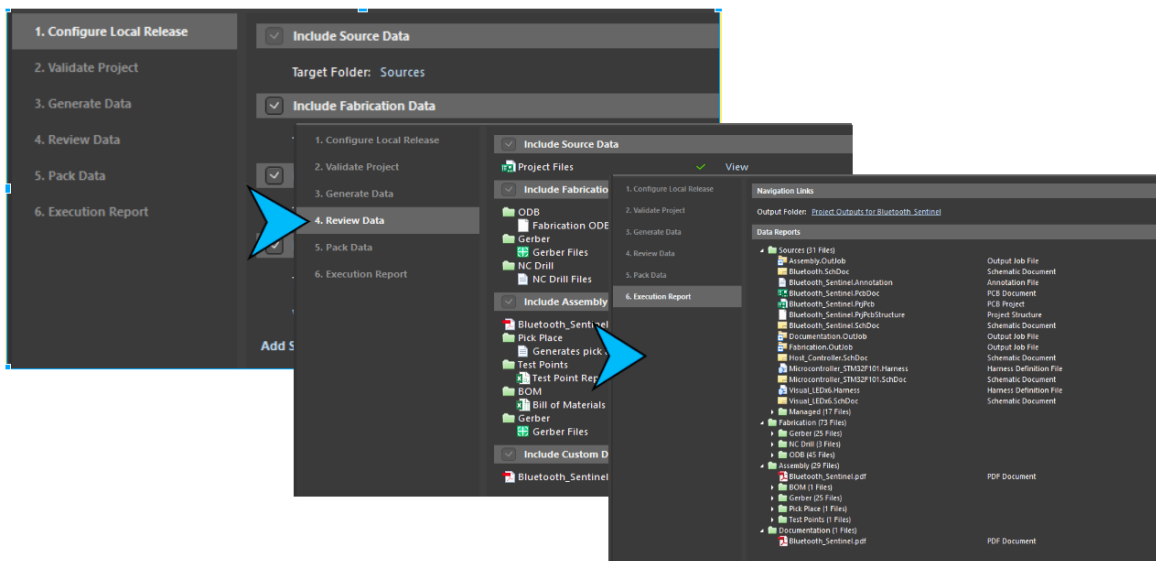 1. Configure Local Release
2. Validate Project
3. Generate Data
4. Review Data
5. Pack Data
6. Execution Report
Include Source Data
Target Folder: Sources
Include Fabrication Data
Add S
1. Configure Local Release
2. Validate Project
3. Generate Data
4. Review Data
5. Pack Data
6. Execution Report
Include Source Data
Project Files View
Include Fabricatio
ODB
Fabrication ODE
Gerber
Gerber Files
NC Drill
NC Drill Files
Include Assembly
Bluetooth_Sentinel
Pick Place
Generates pick
Test Points
Test Point Rep
BOM
Bill of Materials
Gerber
Gerber Files
Include Custom D
Bluetooth_Sentinel
1. Configure Local Release
2. Validate Project
3. Generate Data
4. Review Data
5. Pack Data
6. Execution Report
Navigation Links
Output Folder: Project Outputs for Bluetooth_Sentinel
Data Reports
Sources (31 Files)
Assembly.OutJob Output Job File
Bluetooth.SchDoc Schematic Document
Bluetooth_Sentinel.Annotation Annotation File
Bluetooth_Sentinel.PcbDoc PCB Document
Bluetooth_Sentinel.PrjPcb PCB Project
Bluetooth_Sentinel.PrjPcbStructure Project Structure
Bluetooth_Sentinel.SchDoc Schematic Document
Documentation.OutJob Output Job File
Fabrication.OutJob Output Job File
Host_Controller.SchDoc Schematic Document
Microcontroller_STM32F101.Harness Harness Definition File
Microcontroller_STM32F101.SchDoc Schematic Document
Visual_LEDx6.Harness Harness Definition File
Visual_LEDx6.SchDoc Schematic Document
Managed (17 Files)
Fabrication (73 Files)
Gerber (25 Files)
NC Drill (3 Files)
ODB (45 Files)
Assembly (29 Files)
Bluetooth_Sentinel.pdf PDF Document
BOM (1 Files)
Gerber (25 Files)
Pick Place (1 Files)
Test Points (1 Files)
Documentation (1 Files)
Bluetooth_Sentinel.pdf PDF Document